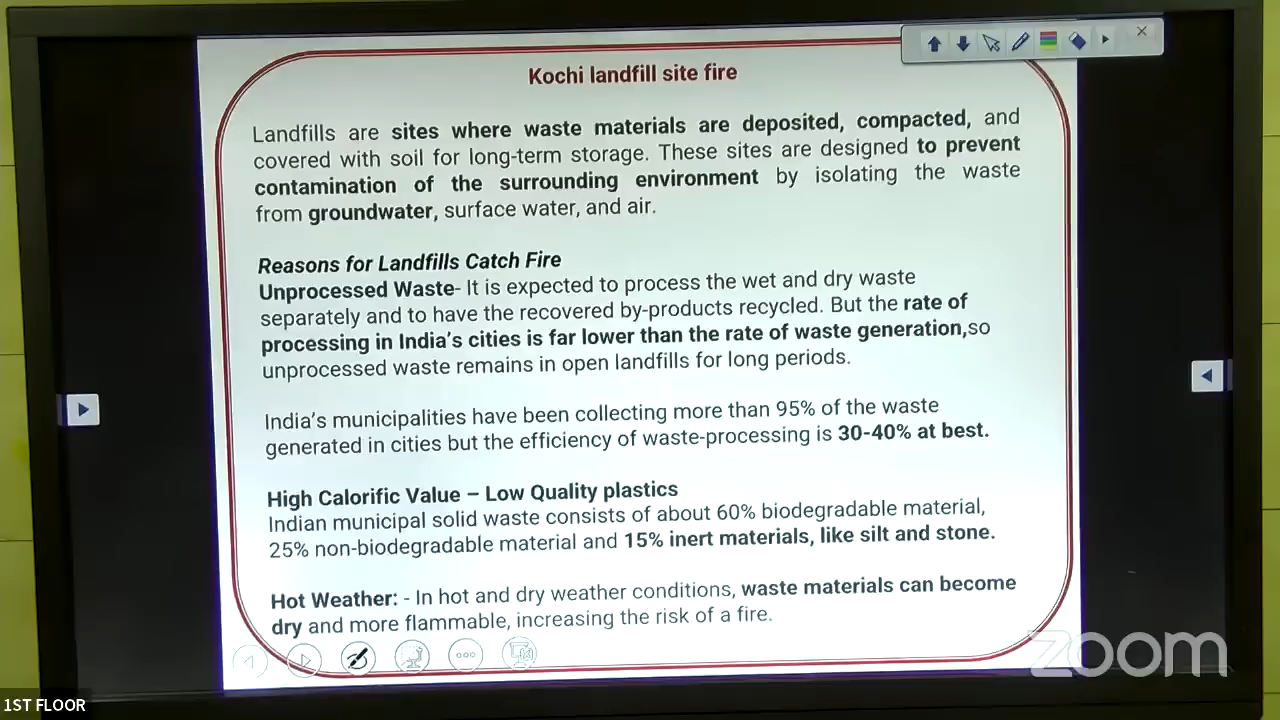 Kochi landfill site fire
Landfills are sites where waste materials are deposited, compacted, and
covered with soil for long-term storage. These sites are designed to prevent
contamination of the surrounding environment by isolating the waste
from groundwater, surface water, and air.
Reasons for Landfills Catch Fire
Unprocessed Waste- It is expected to process the wet and dry waste
separately and to have the recovered by-products recycled. But the rate of
processing in India's cities is far lower than the rate of waste generation,so
unprocessed waste remains in open landfills for long periods.
India's municipalities have been collecting more than 95% of the waste
generated in cities but the efficiency of waste-processing is 30-40% at best.
High Calorific Value – Low Quality plastics
Indian municipal solid waste consists of about 60% biodegradable material,
25% non-biodegradable material and 15% inert materials, like silt and stone.
Hot Weather: - In hot and dry weather conditions, waste materials can become
dry and more flammable, increasing the risk of a fire.
zoom
1ST FLOOR